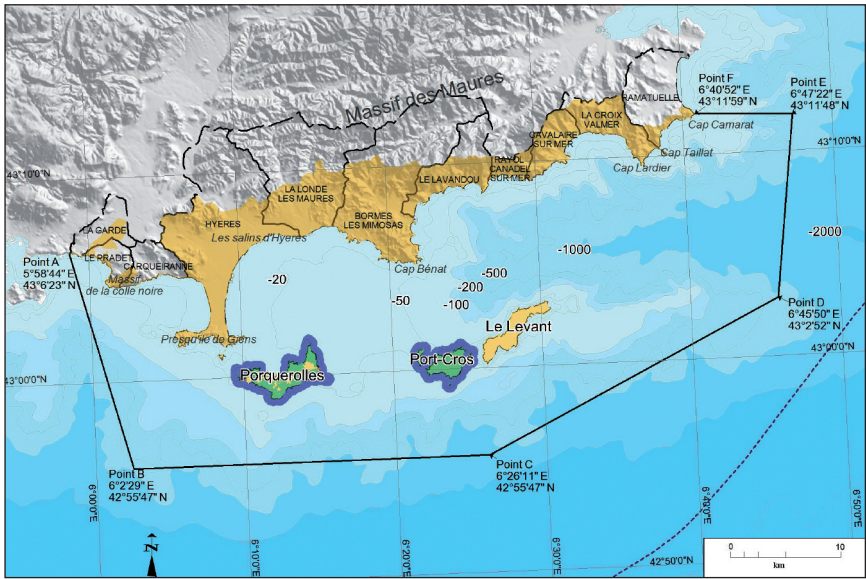 Massif des Maures
Point F
6°40'52" E
43°11'59" N
Point E
6°47'22" E
43°11'48" N
RAMATUELLE
LA CROIX
VALMER
Cap Camarat
CAVALAIRE
SUR MER
Cap Taillat
43°10'0"N
43°10'0"N
RAYOL
CANADEL
SUR MER
Cap Lardier
LE LAVANDOU
LA LONDE
LES MAURES
BORMES
LES MIMOSAS
HYERES
LA GARDE
Les salins d'Hyeres
LE PRADET
CARQUEIRANNE
Point A
5°58'44" E
43°6'23" N
Massif
de la colle noire
Cap Bénat
-20
-50
-100
-200
-500
-1000
-2000
Point D
6°45'50" E
43°2'52" N
Le Levant
Presqu'ile de Giens
Port-Cros
Porquerolles
43°00'0"N
43°00'0"N
Point B
6°2'29" E
42°55'47" N
Point C
6°26'11" E
42°55'47" N
6°00'0"E
6°10'0"E
6°20'0"E
6°30'0"E
6°40'0"E
6°50'0"E
42°50'0"N
N
0 10
km